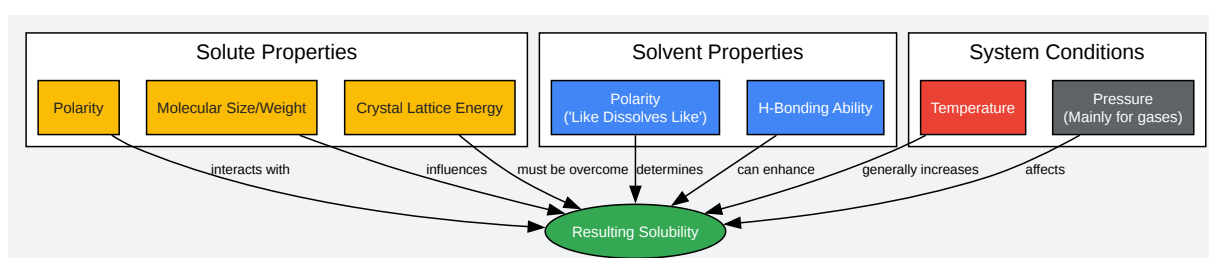 Solute Properties
Solvent Properties
System Conditions
Polarity
Molecular Size/Weight
Crystal Lattice Energy
Polarity
('Like Dissolves Like')
H-Bonding Ability
Temperature
Pressure
(Mainly for gases)
interacts with
influences
must be overcome
determines
can enhance
generally increases
affects
Resulting Solubility